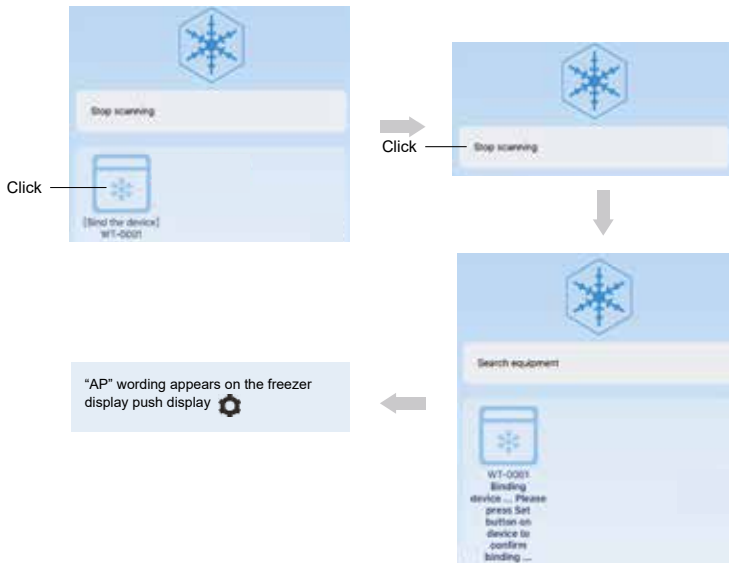 Stop scanning
Click
[Bind the device]
WT-0001
Click
Stop scanning
Search equipment
WT-0001
Binding
device ... Please
press Set
button on
device to
confirm
binding ...
“AP” wording appears on the freezer
display push display